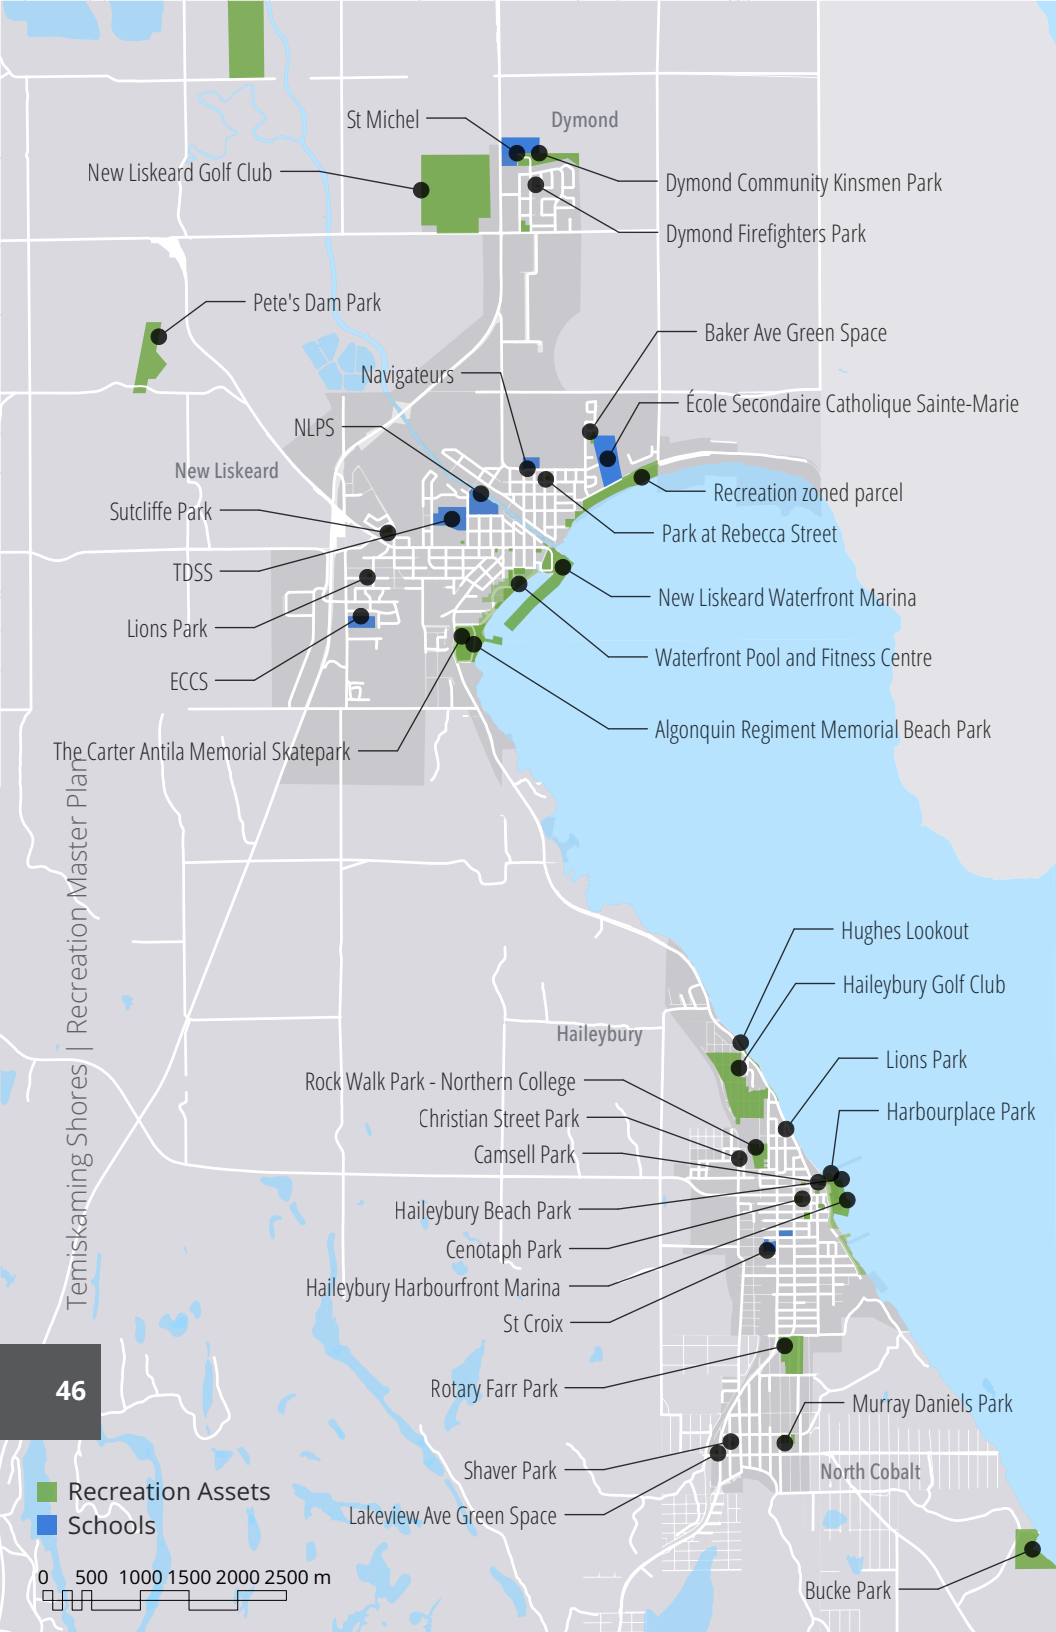 St Michel
Dymond
New Liskeard Golf Club
Dymond Community Kinsmen Park
Dymond Firefighters Park
Pete's Dam Park
Baker Ave Green Space
Navigateurs
École Secondaire Catholique Sainte-Marie
NLPS
New Liskeard
Recreation zoned parcel
Sutcliffe Park
Park at Rebecca Street
TDSS
New Liskeard Waterfront Marina
Lions Park
Waterfront Pool and Fitness Centre
ECCS
Algonquin Regiment Memorial Beach Park
The Carter Antila Memorial Skatepark
Temiskaming Shores | Recreation Master Plan
Hughes Lookout
Haileybury Golf Club
Haileybury
Lions Park
Rock Walk Park - Northern College
Harbourplace Park
Christian Street Park
Camsell Park
Haileybury Beach Park
Cenotaph Park
Haileybury Harbourfront Marina
St Croix
Rotary Farr Park
46
Murray Daniels Park
Shaver Park
North Cobalt
Lakeview Ave Green Space
Recreation Assets
Schools
0 500 1000 1500 2000 2500 m
Bucke Park